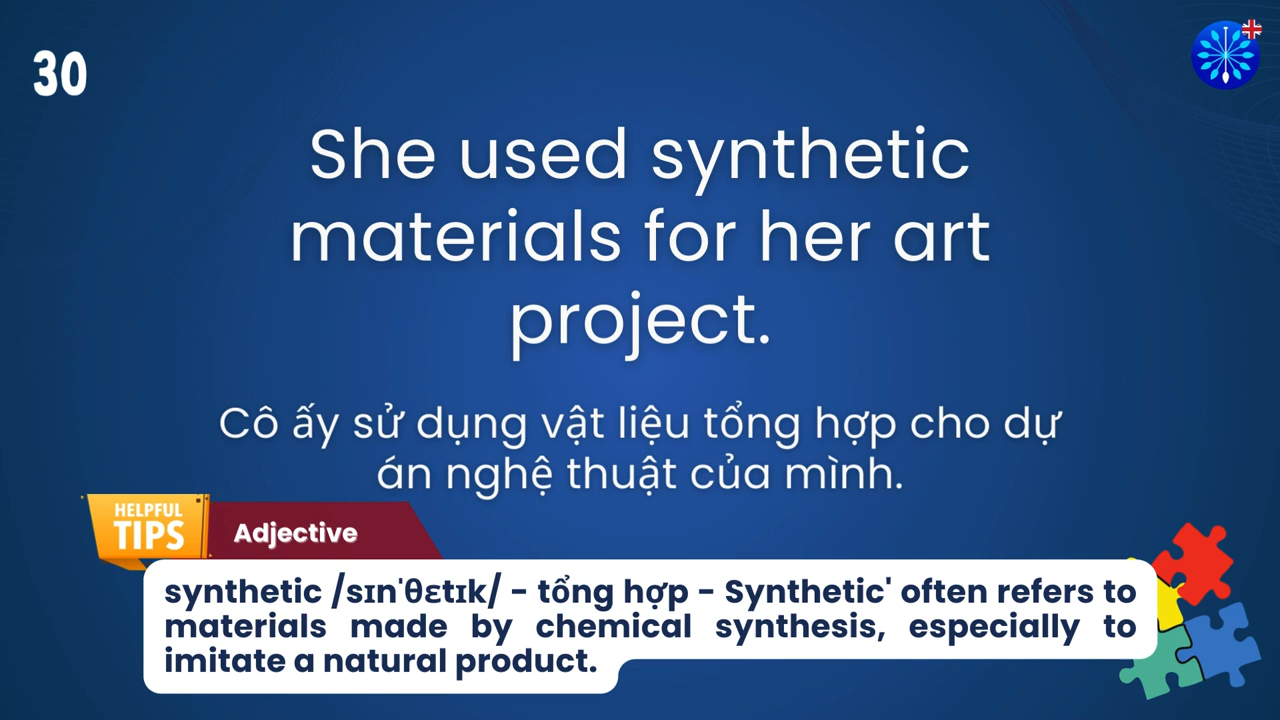 30
She used synthetic
materials for her art
project.
Cô ấy sử dụng vật liệu tổng hợp cho dự
án nghệ thuật của mình.
HELPFUL
TIPS
Adjective
synthetic /sɪnˈθɛtɪk/ - tổng hợp - Synthetic' often refers to
materials made by chemical synthesis, especially to
imitate a natural product.